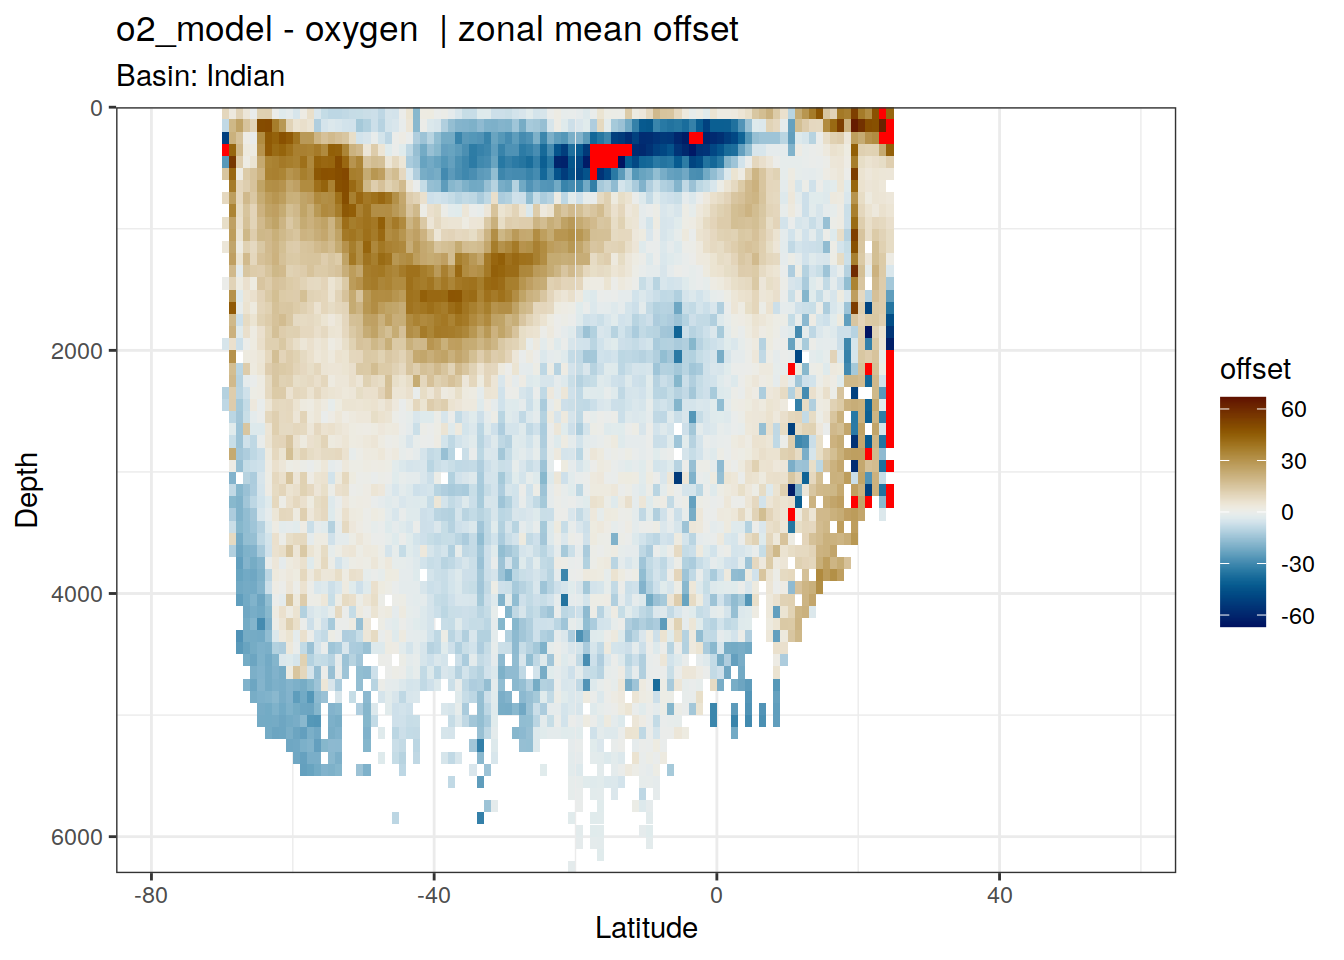 o2_model - oxygen  | zonal mean offset
Basin: Indian
0
2000
4000
6000
Depth
-80
-40
0
40
Latitude
offset
60
30
0
-30
-60